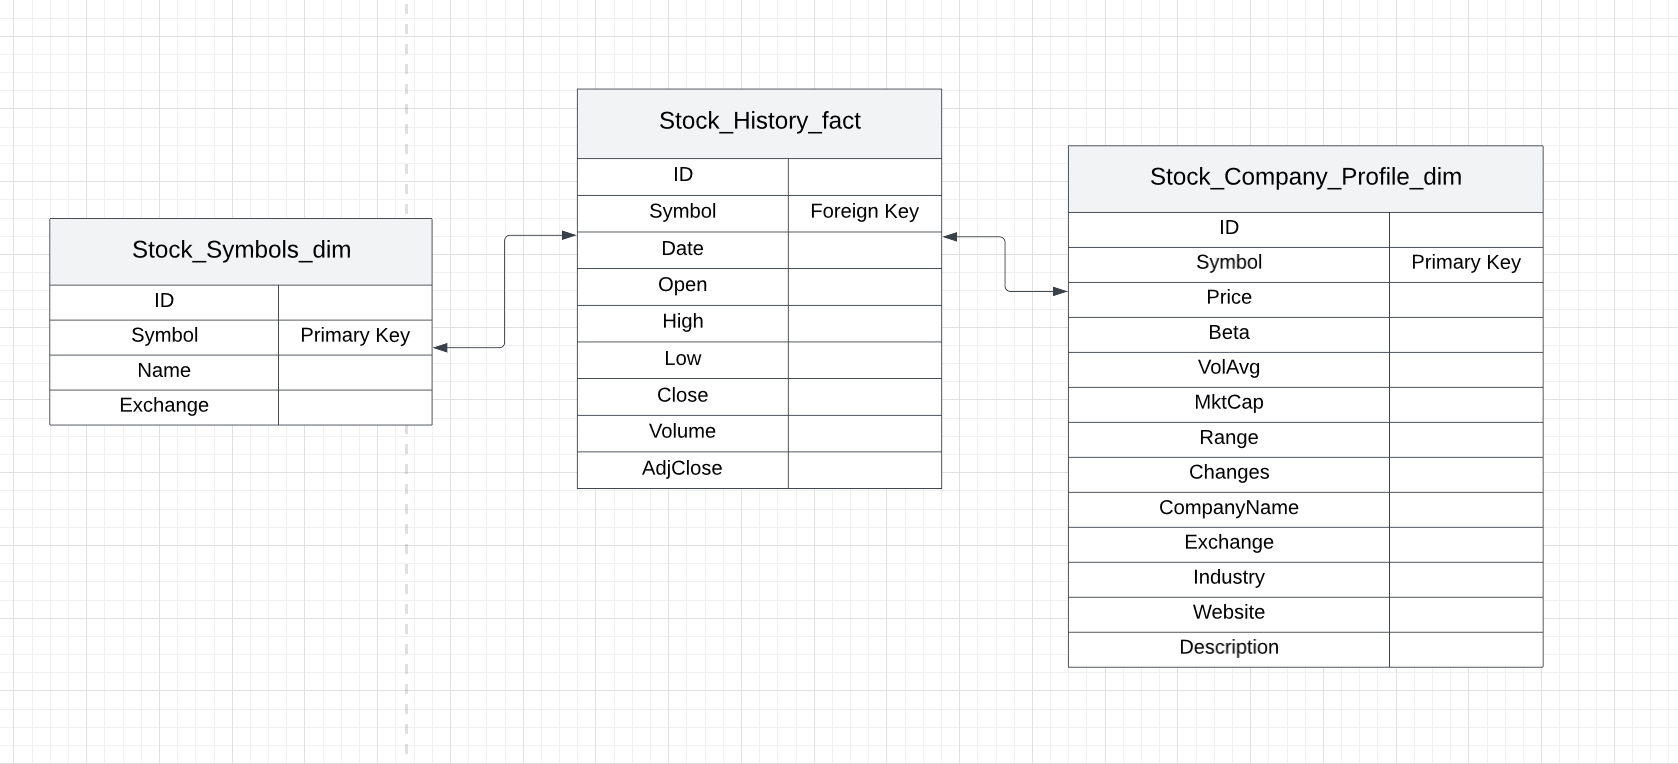 Stock_Symbols_dim
ID
Symbol Primary Key
Name
Exchange
Stock_History_fact
ID
Symbol Foreign Key
Date
Open
High
Low
Close
Volume
AdjClose
Stock_Company_Profile_dim
ID
Symbol Primary Key
Price
Beta
VolAvg
MktCap
Range
Changes
CompanyName
Exchange
Industry
Website
Description